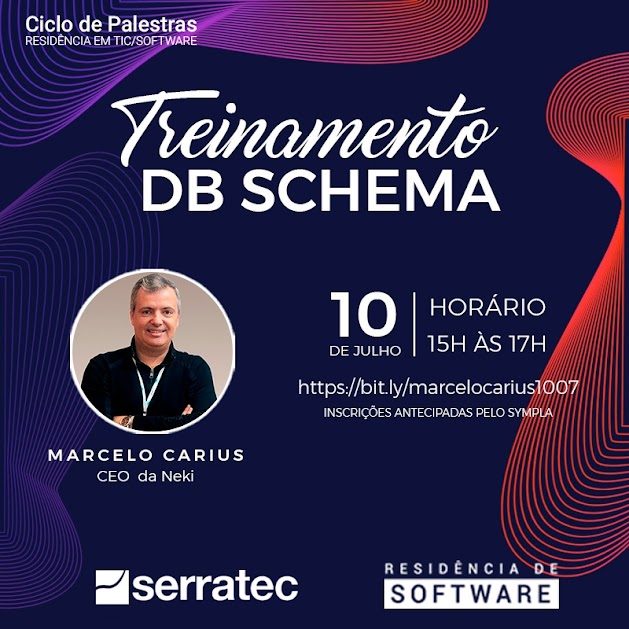 Ciclo de Palestras
RESIDÊNCIA EM TIC/SOFTWARE
Treinamento
DB SCHEMA
10
DE JULHO
HORÁRIO
15H ÀS 17H
https://bit.ly/marcelocarius1007
INSCRIÇÕES ANTECIPADAS PELO SYMPLA
MARCELO CARIUS
CEO da Neki
serratec
RESIDÊNCIA DE
SOFTWARE